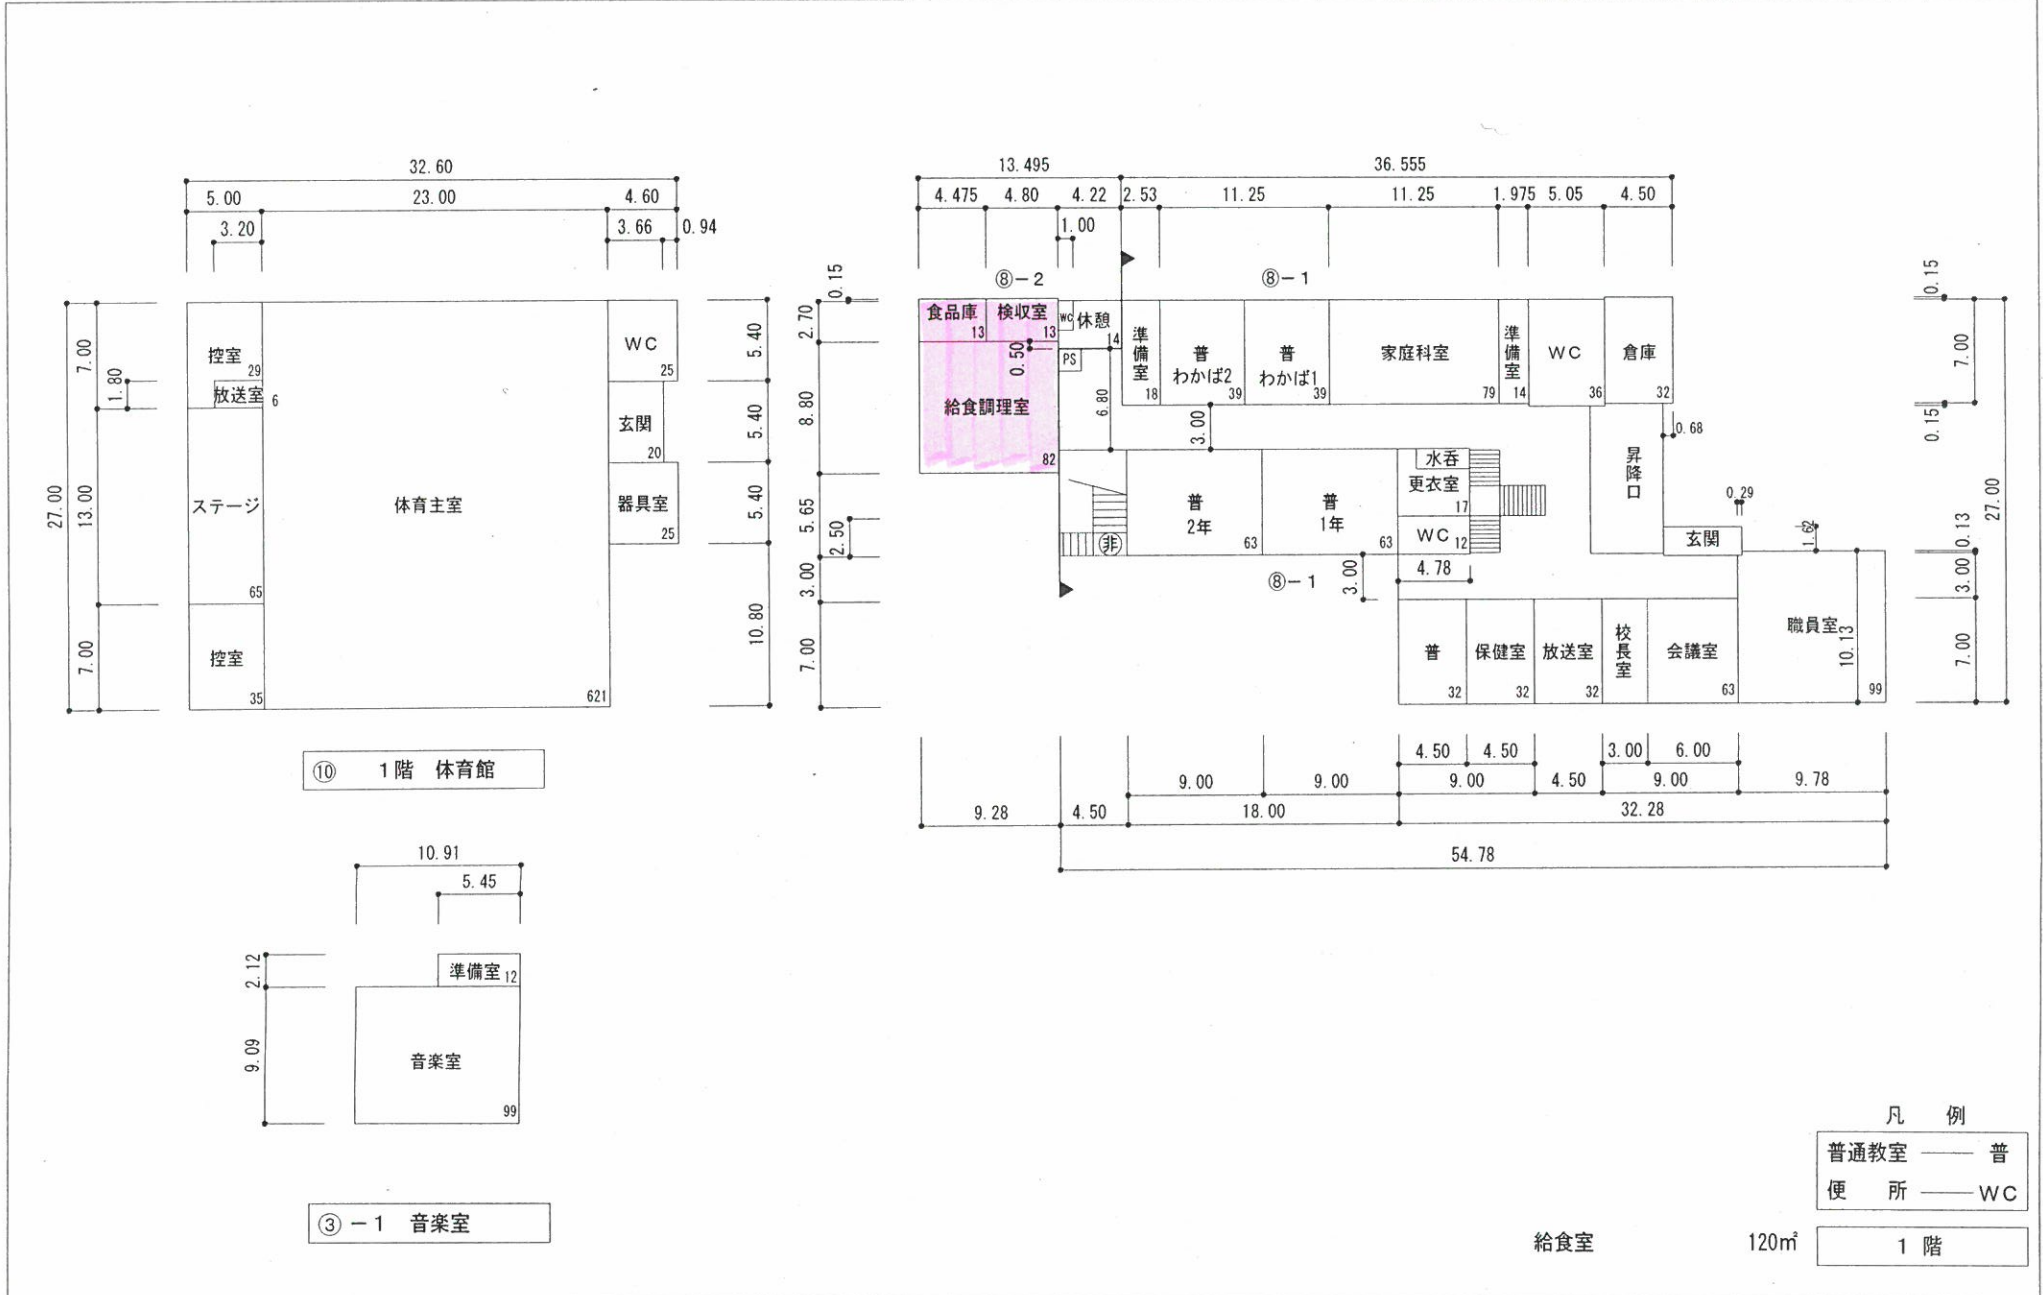 32.60
5.00 23.00 4.60
3.20 3.66 0.94
27.00
7.00 13.00 7.00
1.80
控室 29
放送室 6
ステージ 65
控室 35
体育主室 621
WC 25
玄関 20
器具室 25
5.40 5.40 5.40 10.80
⑩ 1階 体育館
13.495 36.555
4.475 4.80 4.22 2.53 11.25 11.25 1.975 5.05 4.50
1.00
⑧-2 ⑧-1
0.15 2.70 8.80 5.65 3.00 7.00
2.50
食品庫 13
検収室 13
WC 休憩 14
PS
0.50
給食調理室 82
6.80
準備室 18
普 わかば2 39
普 わかば1 39
家庭科室 79
準備室 14
WC 36
倉庫 32
3.00
0.68
昇降口
水呑
更衣室 17
WC 12
普 2年 63
普 1年 63
非
⑧-1
3.00
4.78
0.29
1.62
玄関
普 32
保健室 32
放送室 32
校長室
会議室 63
職員室 99
10.13
0.15 7.00 0.15 0.13 3.00 7.00
27.00
4.50 4.50 3.00 6.00
9.00 9.00 9.00 4.50 9.00 9.78
9.28 4.50 18.00 32.28
54.78
10.91
5.45
2.12
9.09
準備室 12
音楽室 99
③-1 音楽室
凡 例
普通教室 ─── 普
便 所 ─── WC
給食室 120㎡ 1 階